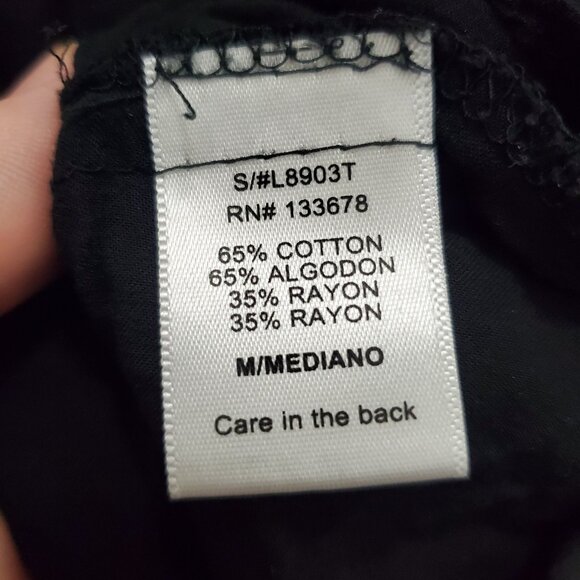 S/#L8903T
RN# 133678
65% COTTON
65% ALGODON
35% RAYON
35% RAYON
M/MEDIANO
Care in the back